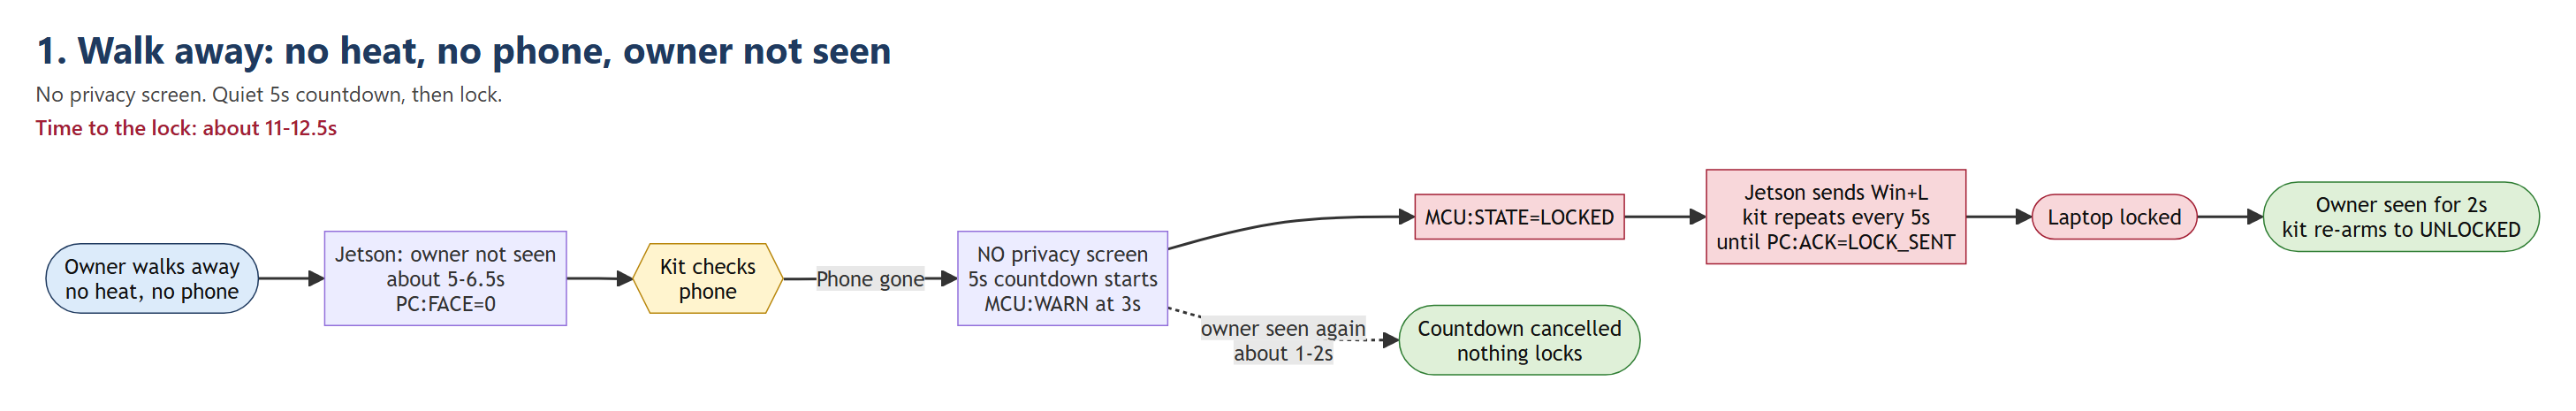 1. Walk away: no heat, no phone, owner not seen
No privacy screen. Quiet 5s countdown, then lock.
Time to the lock: about 11-12.5s
Owner walks away
no heat, no phone
Jetson: owner not seen
about 5-6.5s
PC:FACE=0
Kit checks
phone
Phone gone
NO privacy screen
5s countdown starts
MCU:WARN at 3s
MCU:STATE=LOCKED
Jetson sends Win+L
kit repeats every 5s
until PC:ACK=LOCK_SENT
Laptop locked
Owner seen for 2s
kit re-arms to UNLOCKED
owner seen again
about 1-2s
Countdown cancelled
nothing locks